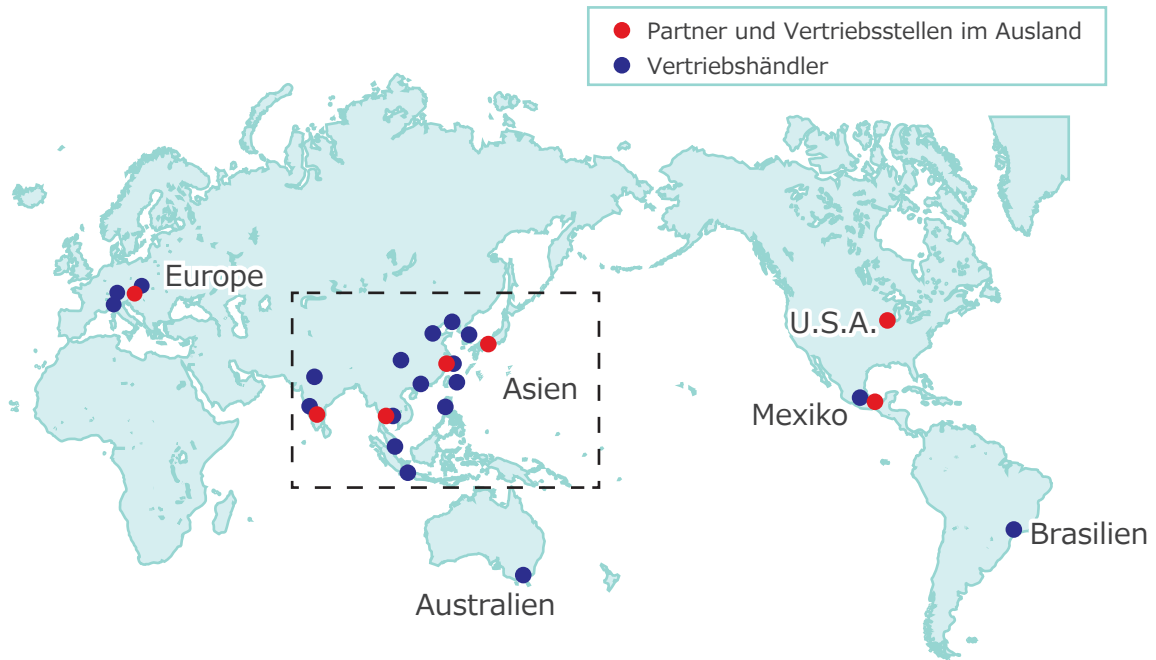 Partner und Vertriebsstellen im Ausland
Vertriebshändler
Europe
U.S.A.
Asien
Mexiko
Brasilien
Australien